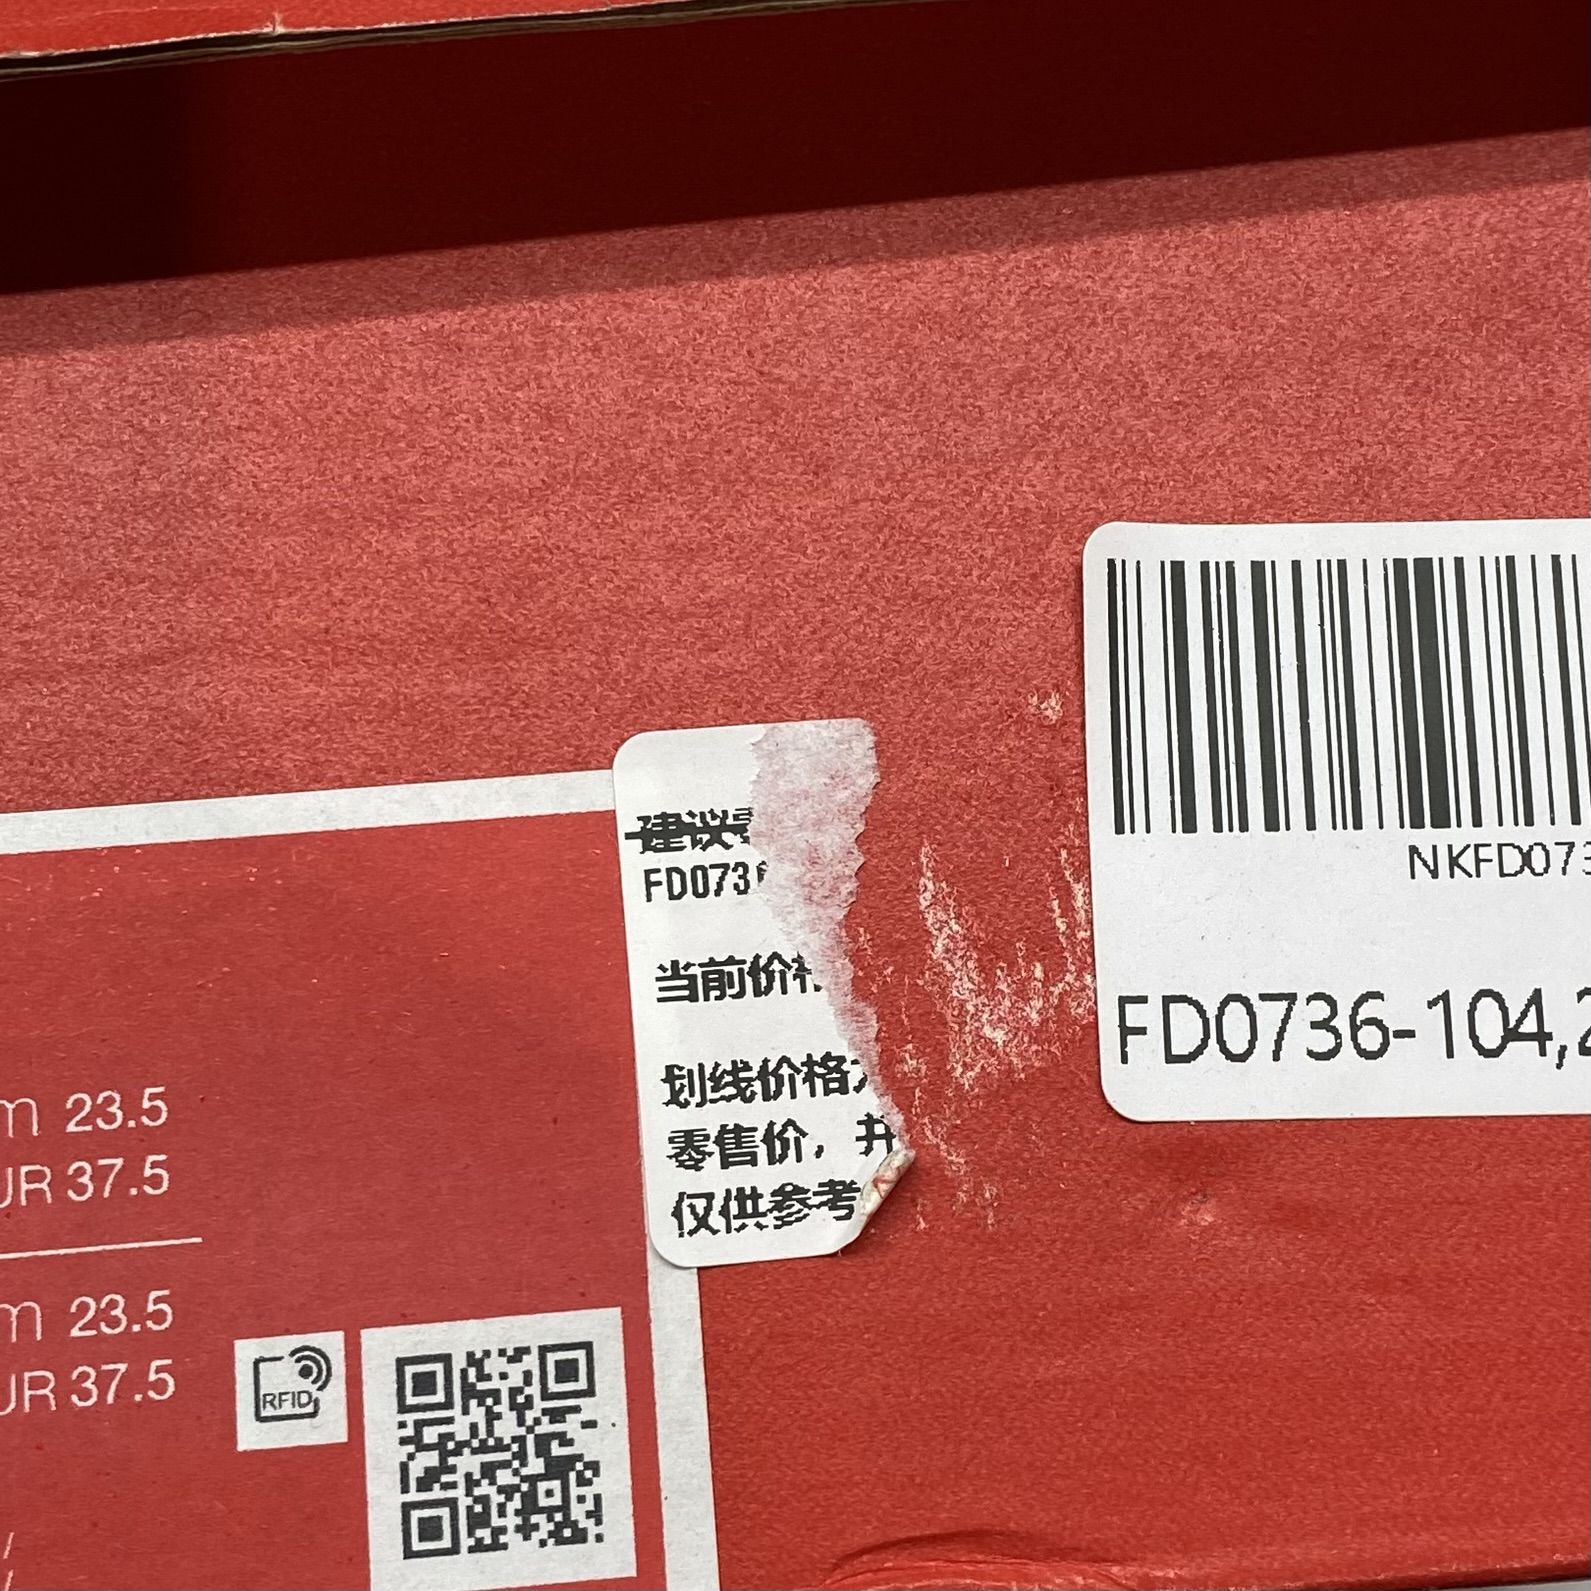 建议
FD073
当前价
划线价格
零售价，并
仅供参考
NKFD073
FD0736-104,2
m 23.5
UR 37.5
m 23.5
UR 37.5
RFID